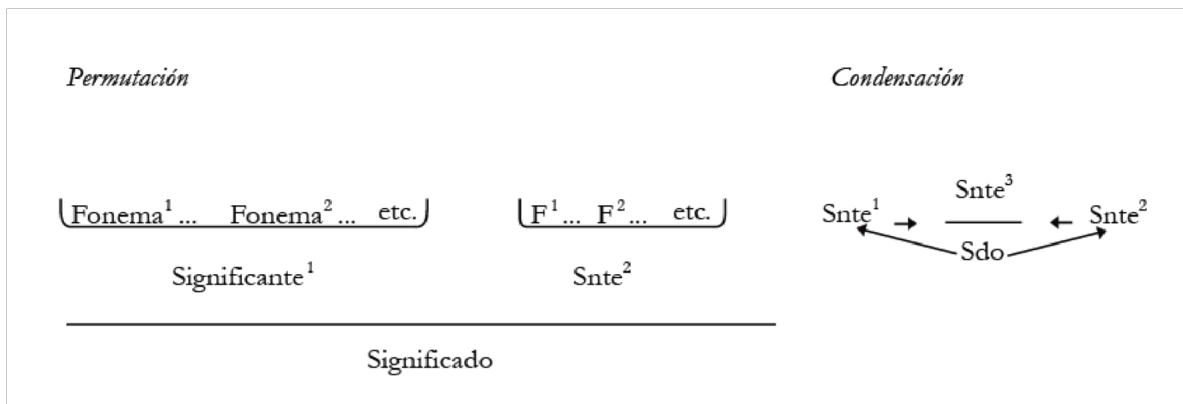 Permutación
Condensación
Fonema¹ ... Fonema² ... etc.
F¹ ... F² ... etc.
Significante¹
Snte²
Significado
Snte³
Snte¹
Snte²
Sdo